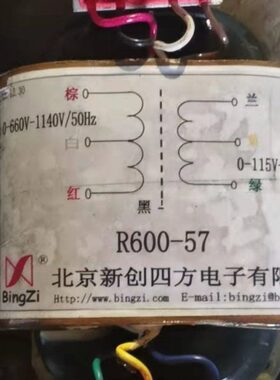 棕
兰
0-660V-1140V/50Hz
白
黄
0-115V-
红
绿
黑
R600-57
BingZi
®
北京新创四方电子有限
Http://www.bingzi.com
E-mail:bingzi@b